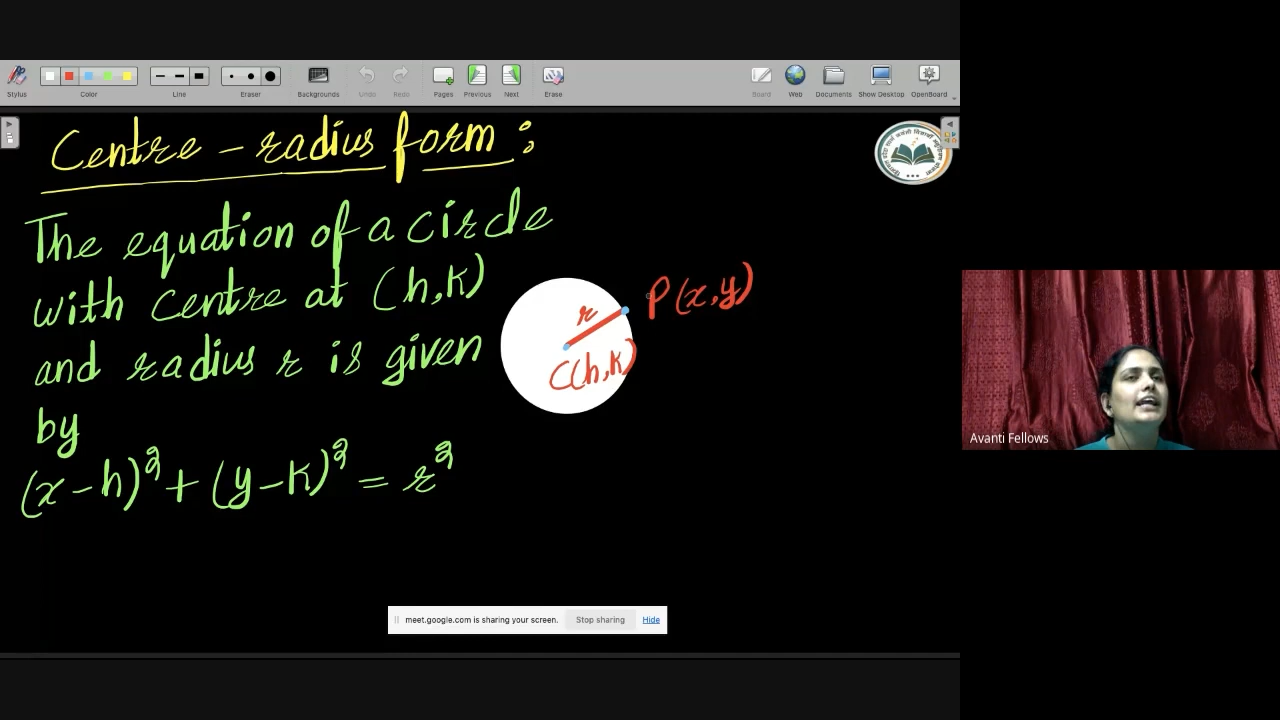 Stylus
Color
Line
Eraser
Backgrounds
Undo
Redo
Pages
Previous
Next
Erase
Board
Web
Documents
Show Desktop
OpenBoard
Centre - radius form :
The equation of a circle
with centre at (h,k)
and radius r is given
by
(x-h)²+(y-k)² = r²
r
P(x,y)
C(h,k)
Avanti Fellows
meet.google.com is sharing your screen.
Stop sharing
Hide